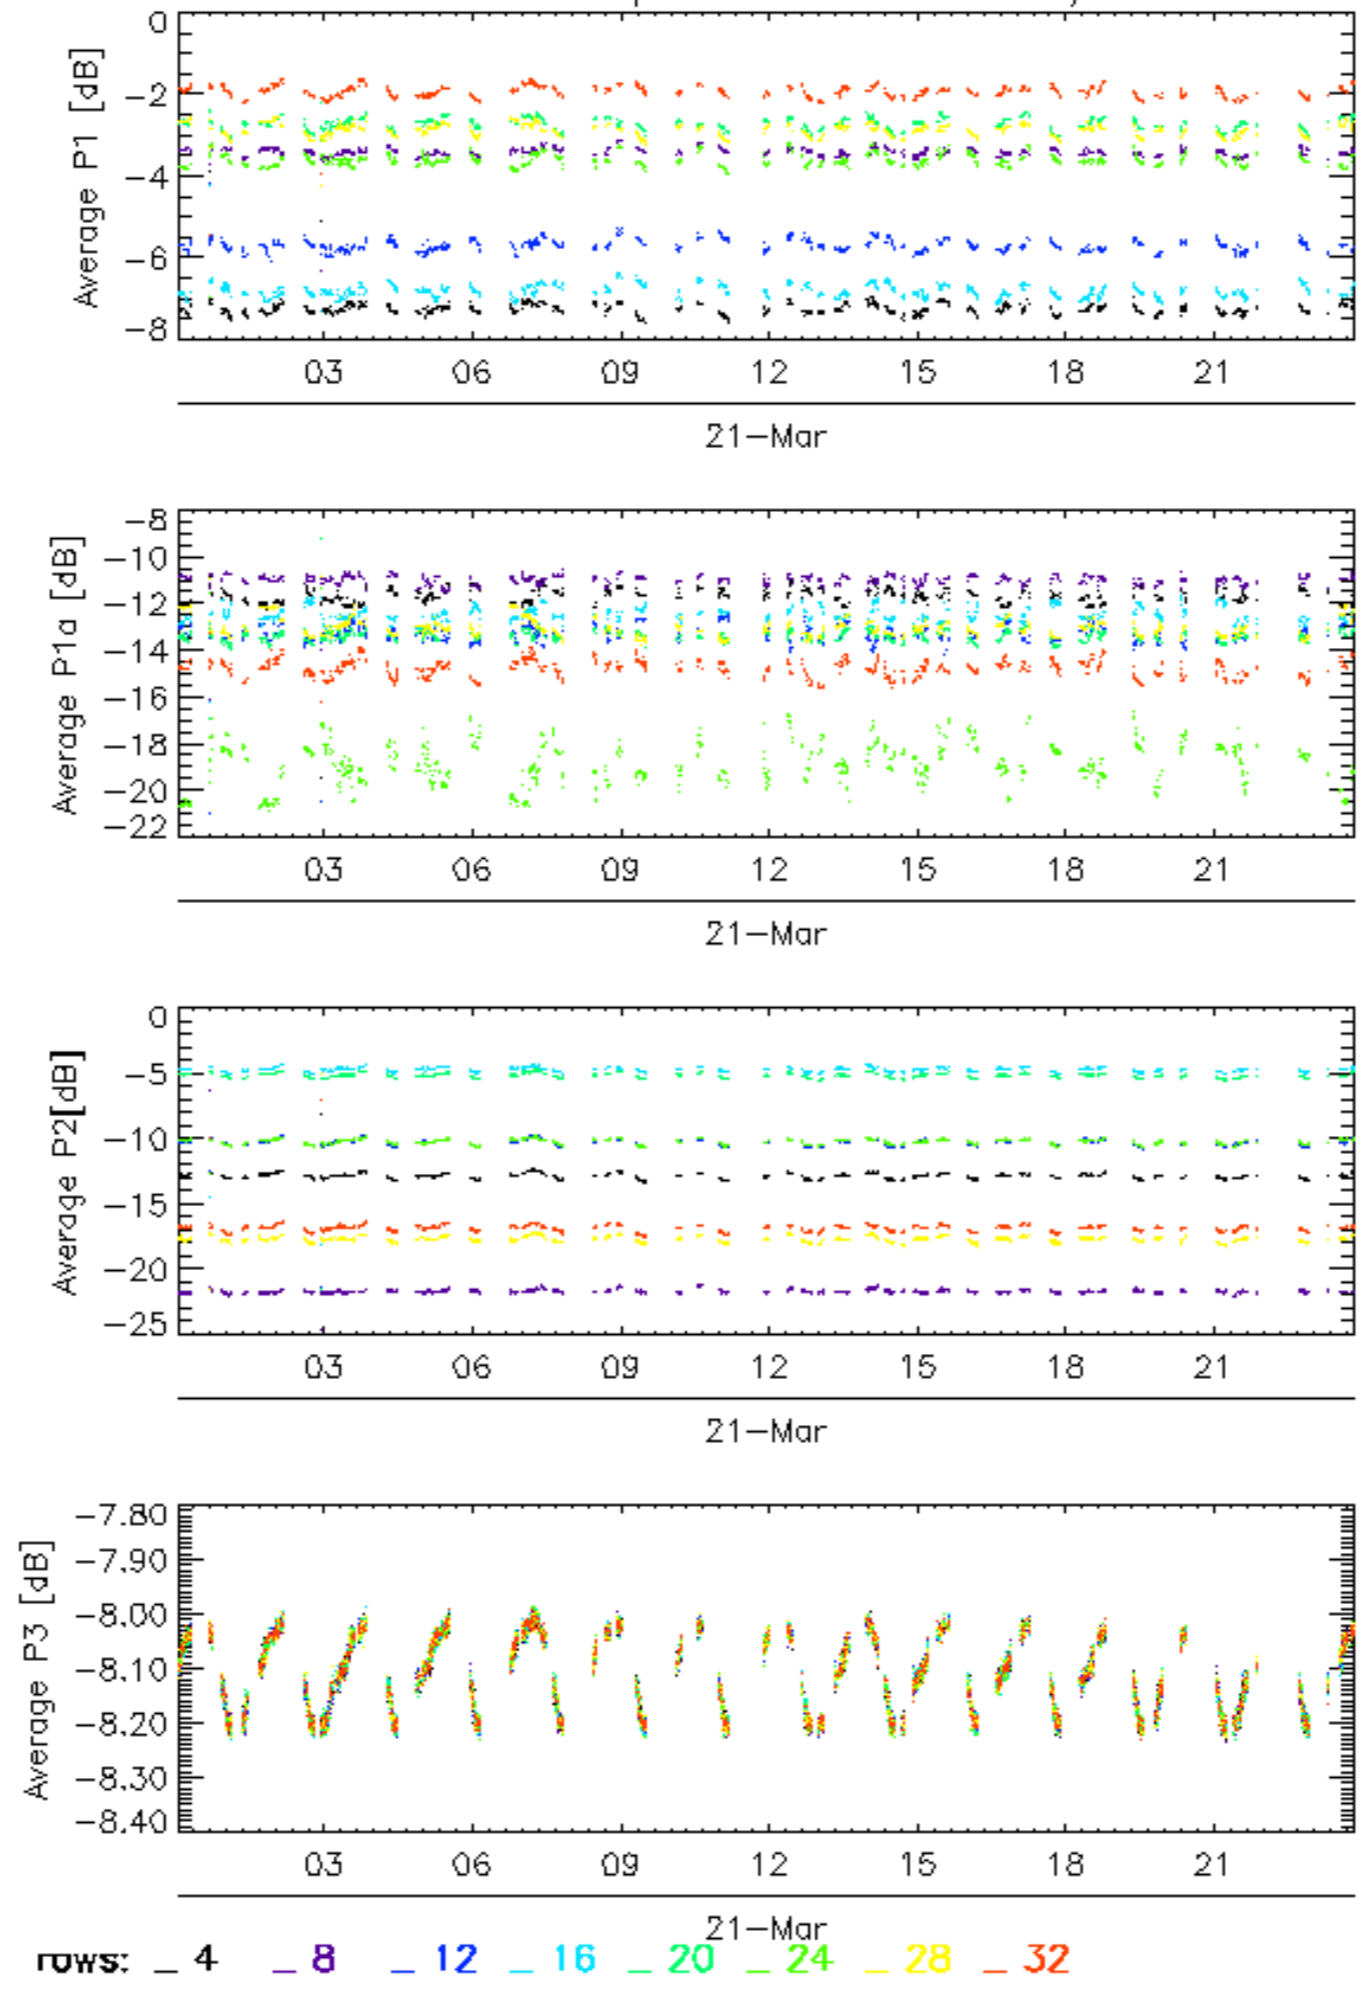 0
−2
−4
−6
−8
Average P1 [dB]
03 06 09 12 15 18 21
21−Mar
−8
−10
−12
−14
−16
−18
−20
−22
Average P1a [dB]
03 06 09 12 15 18 21
21−Mar
0
−5
−10
−15
−20
−25
Average P2[dB]
03 06 09 12 15 18 21
21−Mar
−7.80
−7.90
−8.00
−8.10
−8.20
−8.30
−8.40
Average P3 [dB]
03 06 09 12 15 18 21
21−Mar
rows: _ 4 _ 8 _ 12 _ 16 _ 20 _ 24 _ 28 _ 32